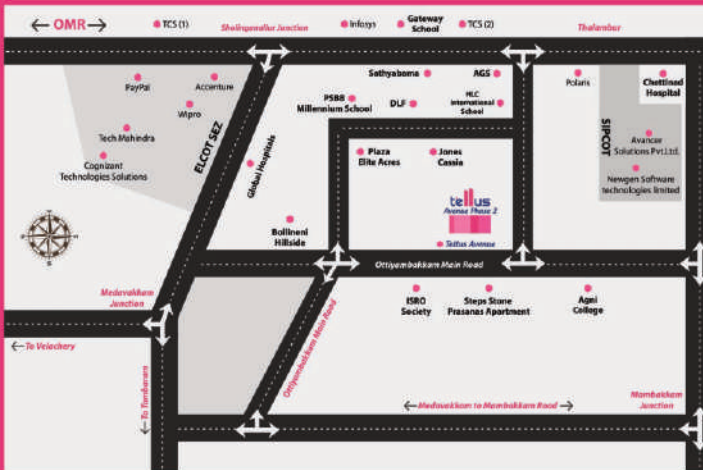 ← OMR →
TCS (1)
Sholinganallur Junction
Infosys
Gateway
School
TCS (2)
Thalambur
PayPal
Accenture
Wipro
Tech Mahindra
Cognizant
Technologies Solutions
ELCOT SEZ
Global Hospitals
Bollineni
Hillside
Sathyabama
AGS
PSBB
Millennium School
DLF
HLC
International
School
Polaris
Chettinad
Hospital
SIPCOT
Avancer
Solutions Pvt.Ltd.
Newgen Software
technologies limited
Plaza
Elite Acres
Jones
Cassia
tellus
Avenue Phase 2
Tellus Avenue
Ottiyambakkam Main Road
Medavakkam
Junction
← To Velachery
← To Tambaram
Ottiyambakkam Main Road
ISRO
Society
Steps Stone
Prasanas Apartment
Agni
College
← Medavakkam to Mambakkam Road →
Mambakkam
Junction